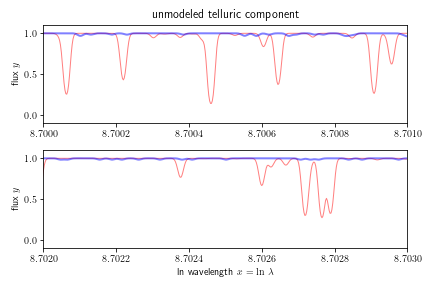 unmodeled telluric component
flux y
1.0
0.5
0.0
8.7000 8.7002 8.7004 8.7006 8.7008 8.7010
flux y
1.0
0.5
0.0
8.7020 8.7022 8.7024 8.7026 8.7028 8.7030
ln wavelength x = ln λ